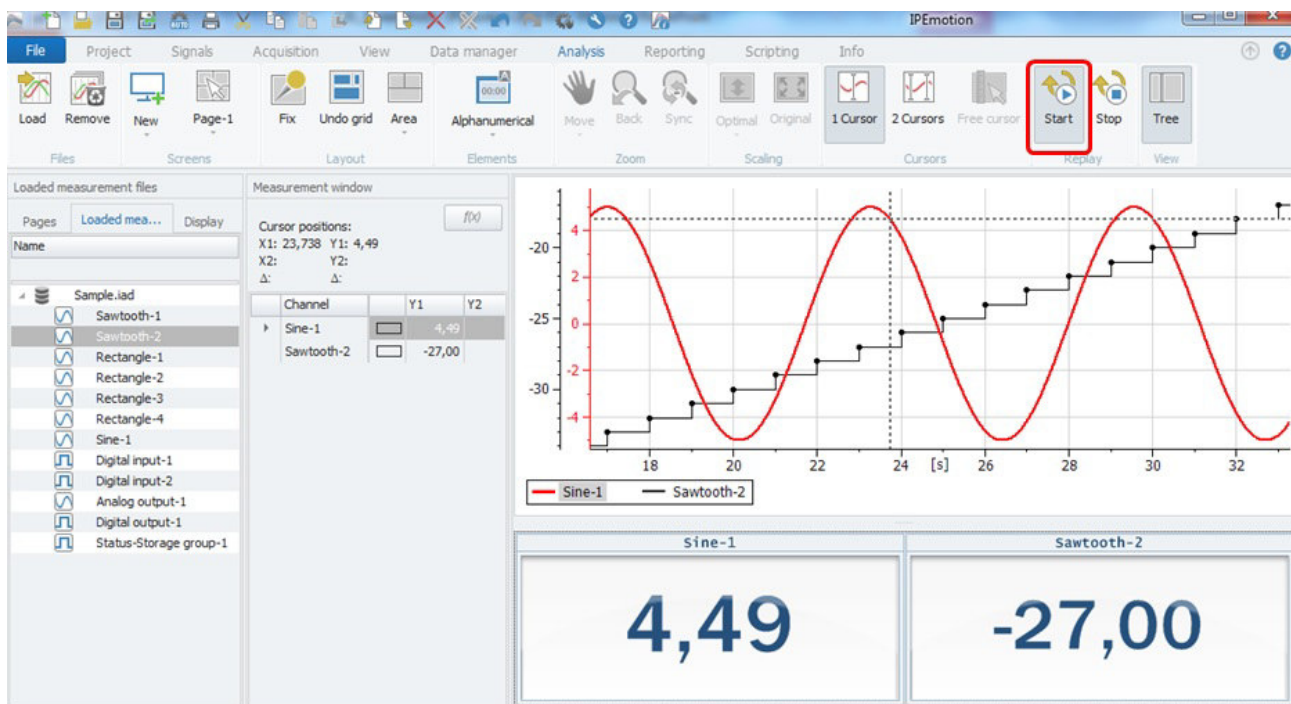 IPEmotion
AUTO
File Project Signals Acquisition View Data manager Analysis Reporting Scripting Info
00:00
Load Remove New Page-1 Fix Undo grid Area Alphanumerical Move Back Sync Optimal Original 1 Cursor 2 Cursors Free cursor Start Stop Tree
Files Screens Layout Elements Zoom Scaling Cursors Replay View
Loaded measurement files
Pages Loaded mea... Display
Name
Sample.iad
Sawtooth-1
Sawtooth-2
Rectangle-1
Rectangle-2
Rectangle-3
Rectangle-4
Sine-1
Digital input-1
Digital input-2
Analog output-1
Digital output-1
Status-Storage group-1
Measurement window
Cursor positions:
f(x)
X1: 23,738 Y1: 4,49
X2: Y2:
Δ: Δ:
Channel Y1 Y2
Sine-1 4,49
Sawtooth-2 -27,00
-20
-25
-30
4
2
0
-2
-4
18 20 22 24 [s] 26 28 30 32
Sine-1 Sawtooth-2
Sine-1 Sawtooth-2
4,49 -27,00